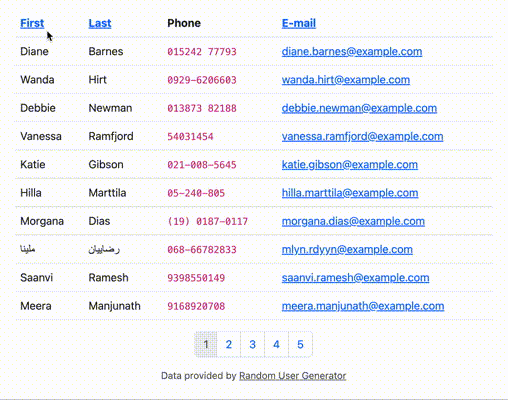 First Last Phone E-mail
Diane Barnes 015242 77793 diane.barnes@example.com
Wanda Hirt 0929-6206603 wanda.hirt@example.com
Debbie Newman 013873 82188 debbie.newman@example.com
Vanessa Ramfjord 54031454 vanessa.ramfjord@example.com
Katie Gibson 021-008-5645 katie.gibson@example.com
Hilla Marttila 05-240-805 hilla.marttila@example.com
Morgana Dias (19) 0187-0117 morgana.dias@example.com
ملینا رضاییان 068-66782833 mlyn.rdyyn@example.com
Saanvi Ramesh 9398550149 saanvi.ramesh@example.com
Meera Manjunath 9168920708 meera.manjunath@example.com
1 2 3 4 5
Data provided by Random User Generator